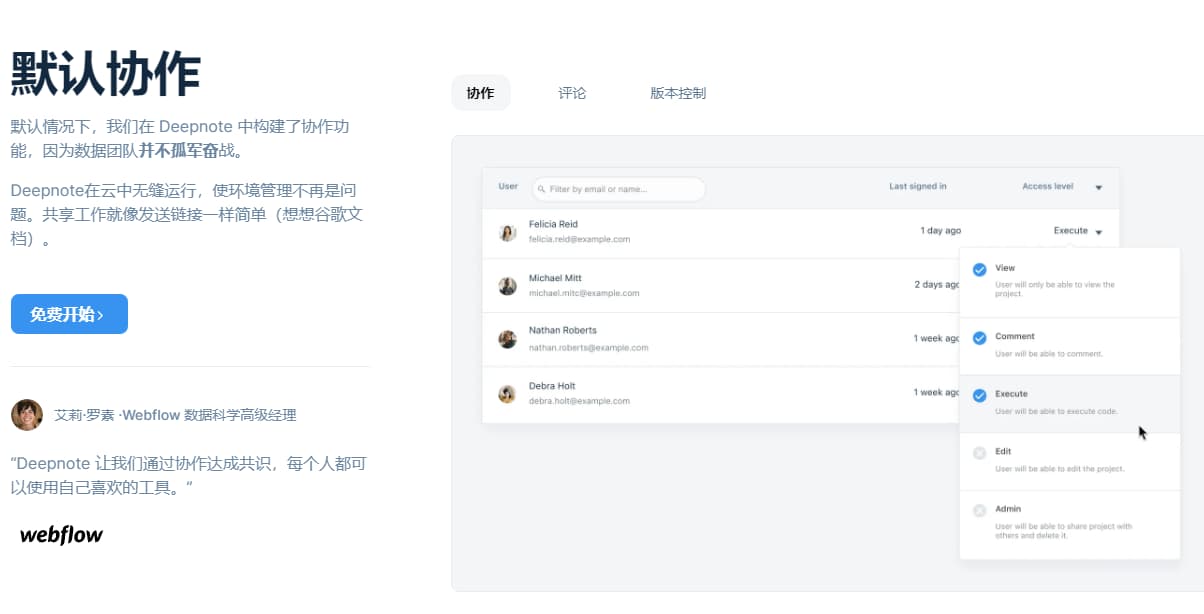 默认协作
默认情况下，我们在 Deepnote 中构建了协作功
能，因为数据团队并不孤军奋战。
Deepnote在云中无缝运行，使环境管理不再是问
题。共享工作就像发送链接一样简单（想想谷歌文
档）。
免费开始 ›
艾莉·罗素 ·Webflow 数据科学高级经理
“Deepnote 让我们通过协作达成共识，每个人都可
以使用自己喜欢的工具。“
webflow
协作 评论 版本控制
User Filter by email or name... Last signed in Access level
Felicia Reid
felicia.reid@example.com
1 day ago Execute
Michael Mitt
michael.mitc@example.com
2 days ago
Nathan Roberts
nathan.roberts@example.com
1 week ago
Debra Holt
debra.holt@example.com
1 week ago
View
User will only be able to view the
project.
Comment
User will be able to comment.
Execute
User will be able to execute code.
Edit
User will be able to edit the project.
Admin
User will be able to share project with
others and delete it.